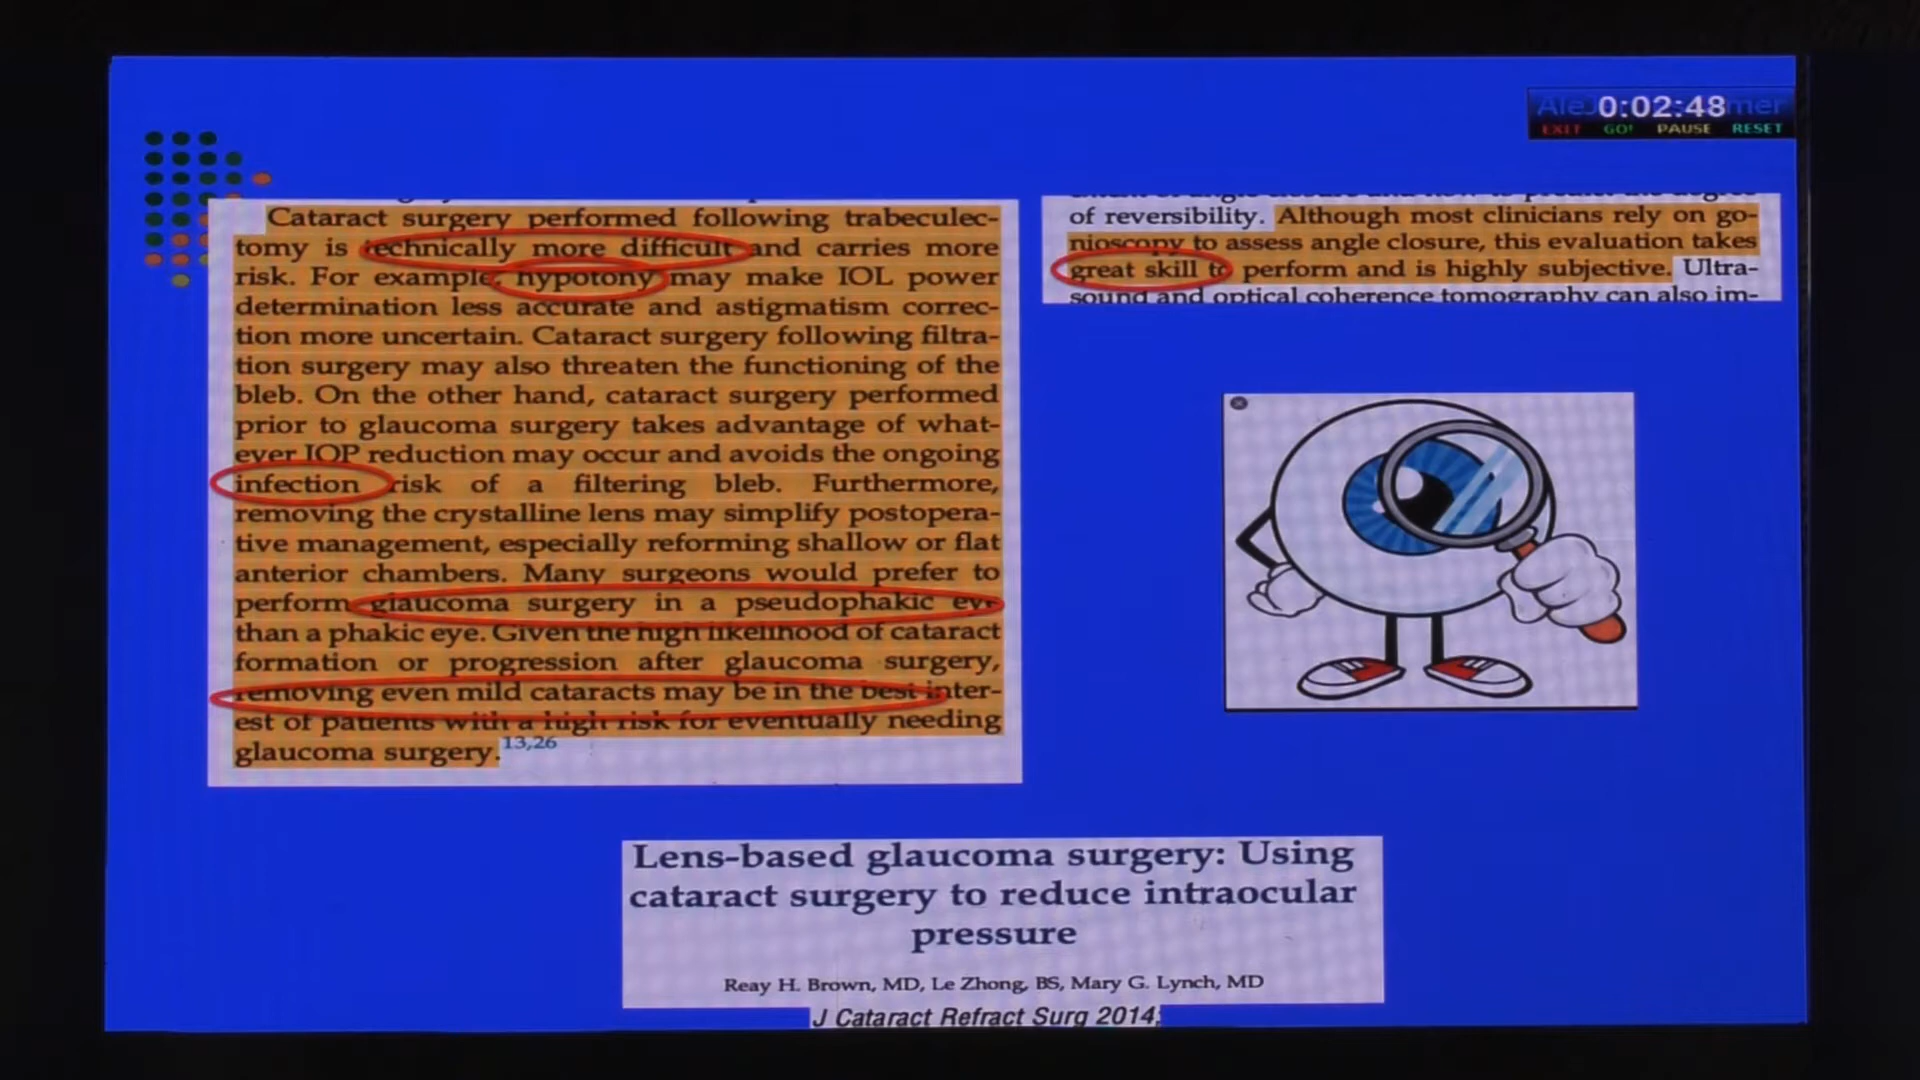 0:02:48
EXIT GO! PAUSE RESET
Cataract surgery performed following trabeculec-
tomy is technically more difficult and carries more
risk. For example, hypotony may make IOL power
determination less accurate and astigmatism correc-
tion more uncertain. Cataract surgery following filtra-
tion surgery may also threaten the functioning of the
bleb. On the other hand, cataract surgery performed
prior to glaucoma surgery takes advantage of what-
ever IOP reduction may occur and avoids the ongoing
infection risk of a filtering bleb. Furthermore,
removing the crystalline lens may simplify postopera-
tive management, especially reforming shallow or flat
anterior chambers. Many surgeons would prefer to
perform glaucoma surgery in a pseudophakic eye
than a phakic eye. Given the high likelihood of cataract
formation or progression after glaucoma surgery,
removing even mild cataracts may be in the best inter-
est of patients with a high risk for eventually needing
glaucoma surgery.13,26
of reversibility. Although most clinicians rely on go-
nioscopy to assess angle closure, this evaluation takes
great skill to perform and is highly subjective. Ultra-
sound and optical coherence tomography can also im-
Lens-based glaucoma surgery: Using
cataract surgery to reduce intraocular
pressure
Reay H. Brown, MD, Le Zhong, BS, Mary G. Lynch, MD
J Cataract Refract Surg 2014;